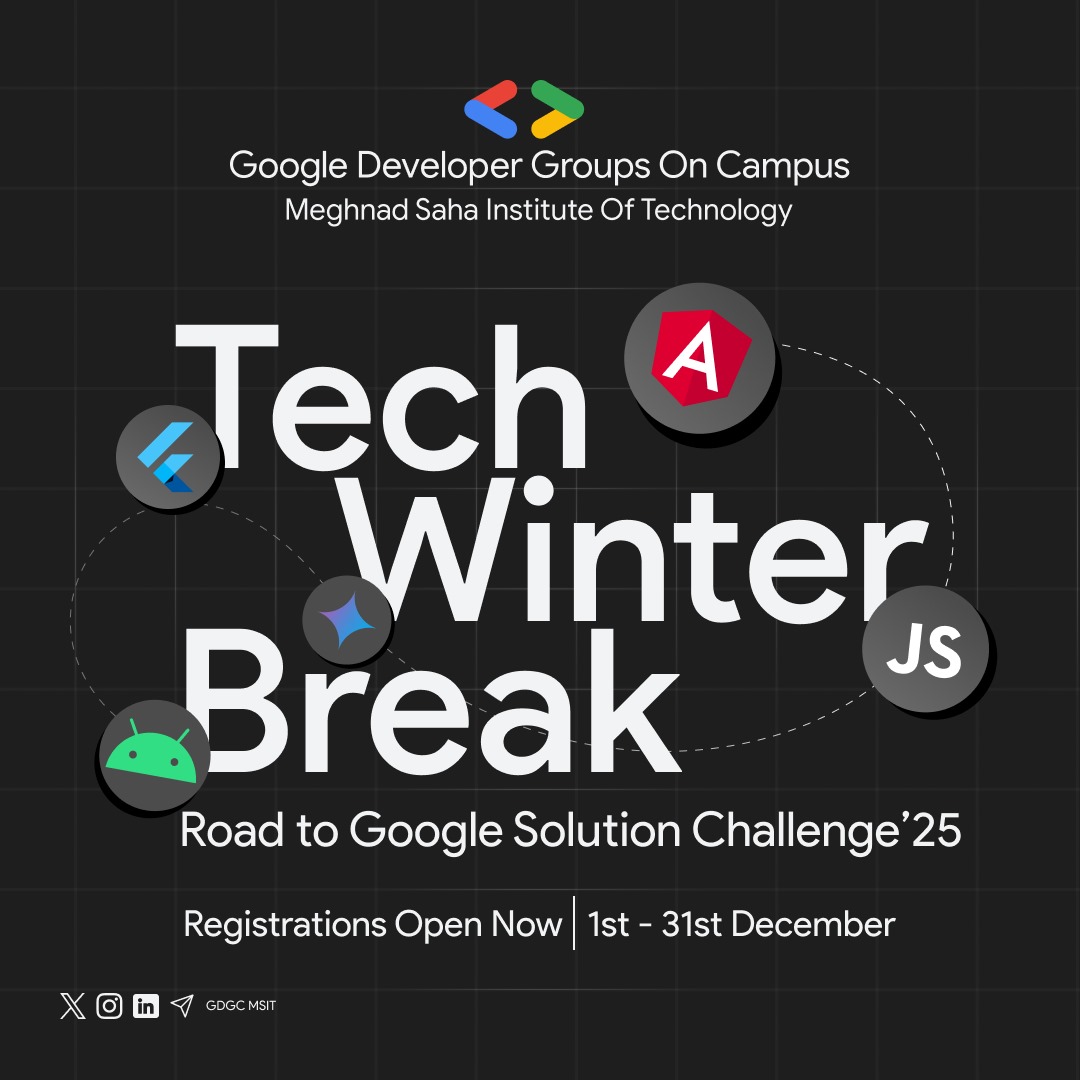 Google Developer Groups On Campus
Meghnad Saha Institute Of Technology
Tech
A
Winter
JS
Break
Road to Google Solution Challenge’25
Registrations Open Now | 1st - 31st December
X in GDGC MSIT